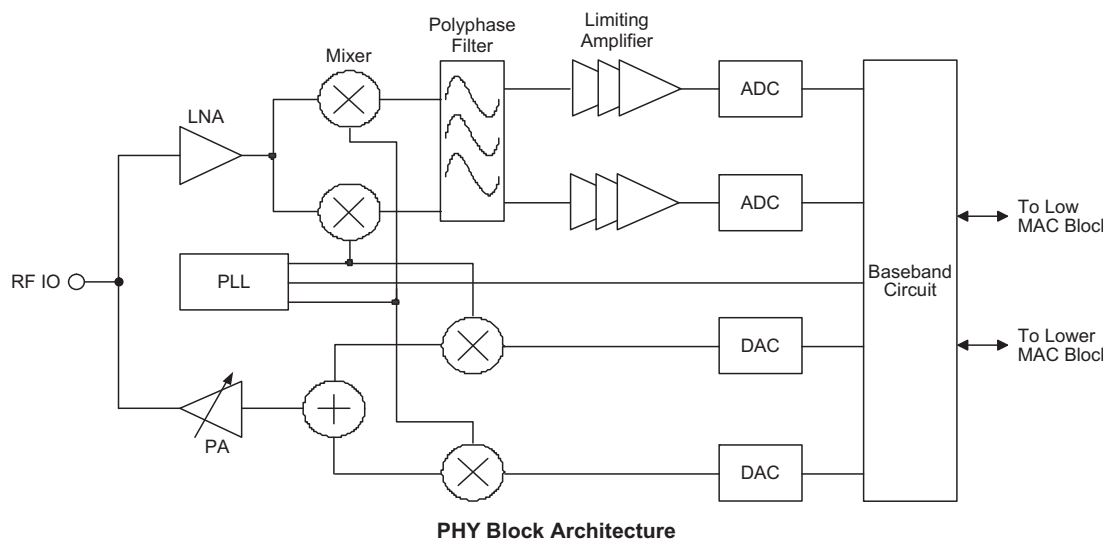 Polyphase
Filter
Limiting
Amplifier
Mixer
LNA
ADC
ADC
To Low
MAC Block
RF IO
PLL
Baseband
Circuit
To Lower
MAC Block
DAC
PA
DAC
PHY Block Architecture